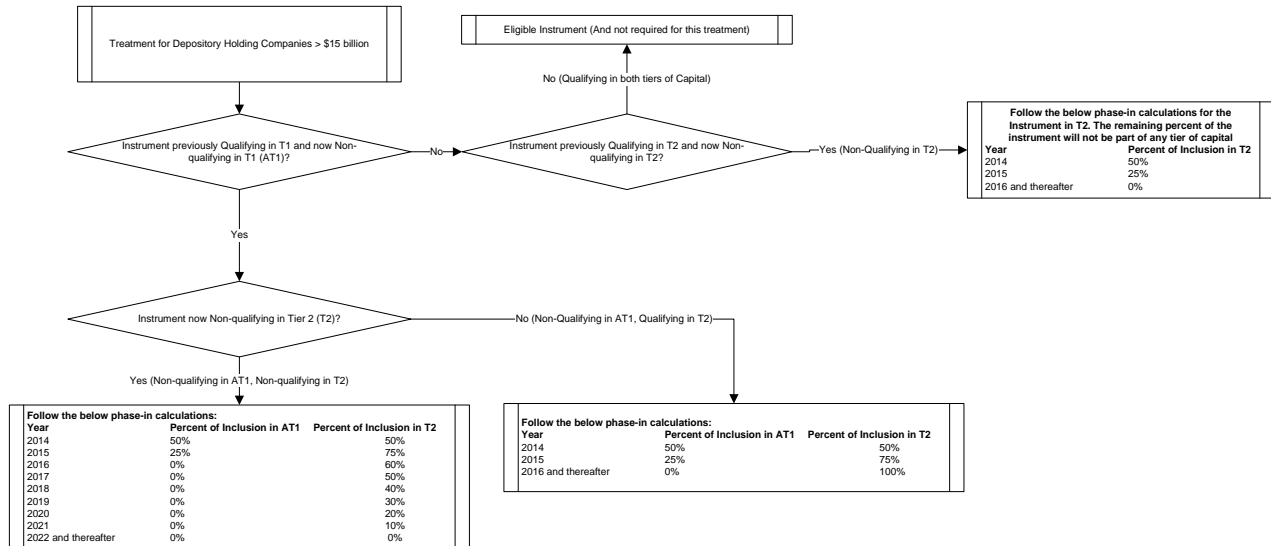 Treatment for Depository Holding Companies > $15 billion
Eligible Instrument (And not required for this treatment)
No (Qualifying in both tiers of Capital)
Instrument previously Qualifying in T1 and now Non-
qualifying in T1 (AT1)?
No
Instrument previously Qualifying in T2 and now Non-
qualifying in T2?
Yes (Non-Qualifying in T2)
Follow the below phase-in calculations for the
Instrument in T2. The remaining percent of the
instrument will not be part of any tier of capital
Year Percent of Inclusion in T2
2014 50%
2015 25%
2016 and thereafter 0%
Yes
Instrument now Non-qualifying in Tier 2 (T2)?
No (Non-Qualifying in AT1, Qualifying in T2)
Yes (Non-qualifying in AT1, Non-qualifying in T2)
Follow the below phase-in calculations:
Year Percent of Inclusion in AT1 Percent of Inclusion in T2
2014 50% 50%
2015 25% 75%
2016 0% 60%
2017 0% 50%
2018 0% 40%
2019 0% 30%
2020 0% 20%
2021 0% 10%
2022 and thereafter 0% 0%
Follow the below phase-in calculations:
Year Percent of Inclusion in AT1 Percent of Inclusion in T2
2014 50% 50%
2015 25% 75%
2016 and thereafter 0% 100%